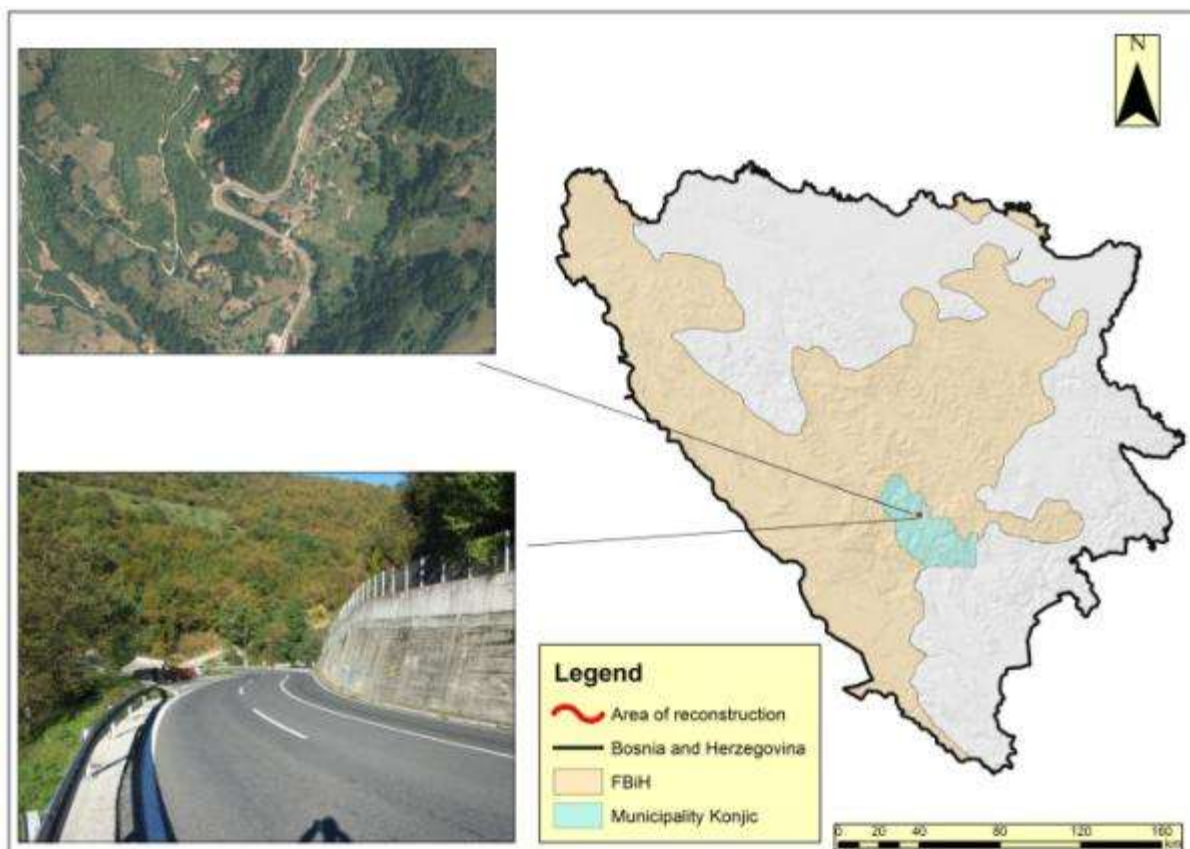 N
Legend
Area of reconstruction
Bosnia and Herzegovina
FBiH
Municipality Konjic
0 20 40 80 120 160
km